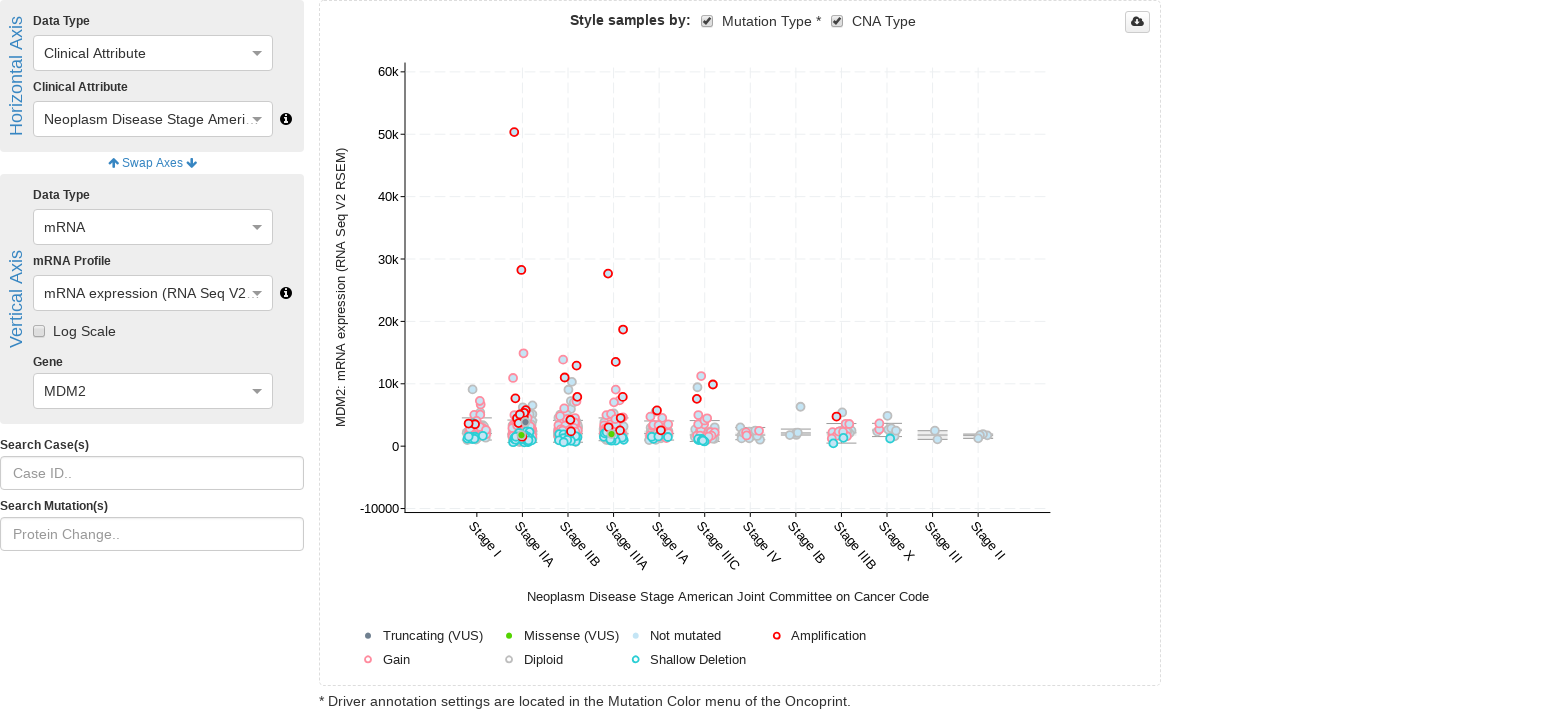 Horizontal Axis
Data Type
Clinical Attribute
Clinical Attribute
Neoplasm Disease Stage Ameri...
Swap Axes
Vertical Axis
Data Type
mRNA
mRNA Profile
mRNA expression (RNA Seq V2...
Log Scale
Gene
MDM2
Search Case(s)
Case ID..
Search Mutation(s)
Protein Change..
Style samples by: Mutation Type * CNA Type
MDM2: mRNA expression (RNA Seq V2 RSEM)
60k
50k
40k
30k
20k
10k
0
-10000
Stage I
Stage IIA
Stage IIB
Stage IIIA
Stage IA
Stage IIIC
Stage IV
Stage IB
Stage IIIB
Stage X
Stage III
Stage II
Neoplasm Disease Stage American Joint Committee on Cancer Code
Truncating (VUS) Missense (VUS) Not mutated Amplification
Gain Diploid Shallow Deletion
* Driver annotation settings are located in the Mutation Color menu of the Oncoprint.